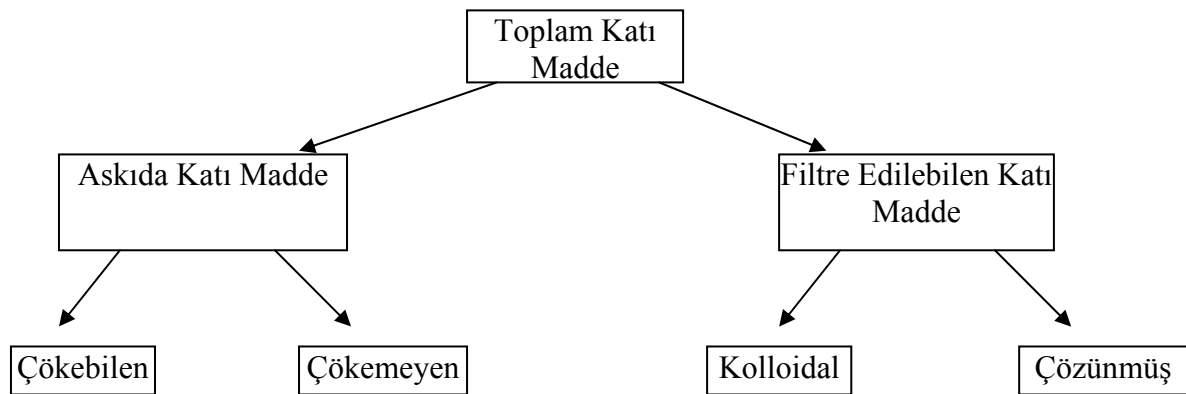 Toplam Katı
Madde
Askıda Katı Madde
Filtre Edilebilen Katı
Madde
Çökebilen
Çökemeyen
Kolloidal
Çözünmüş